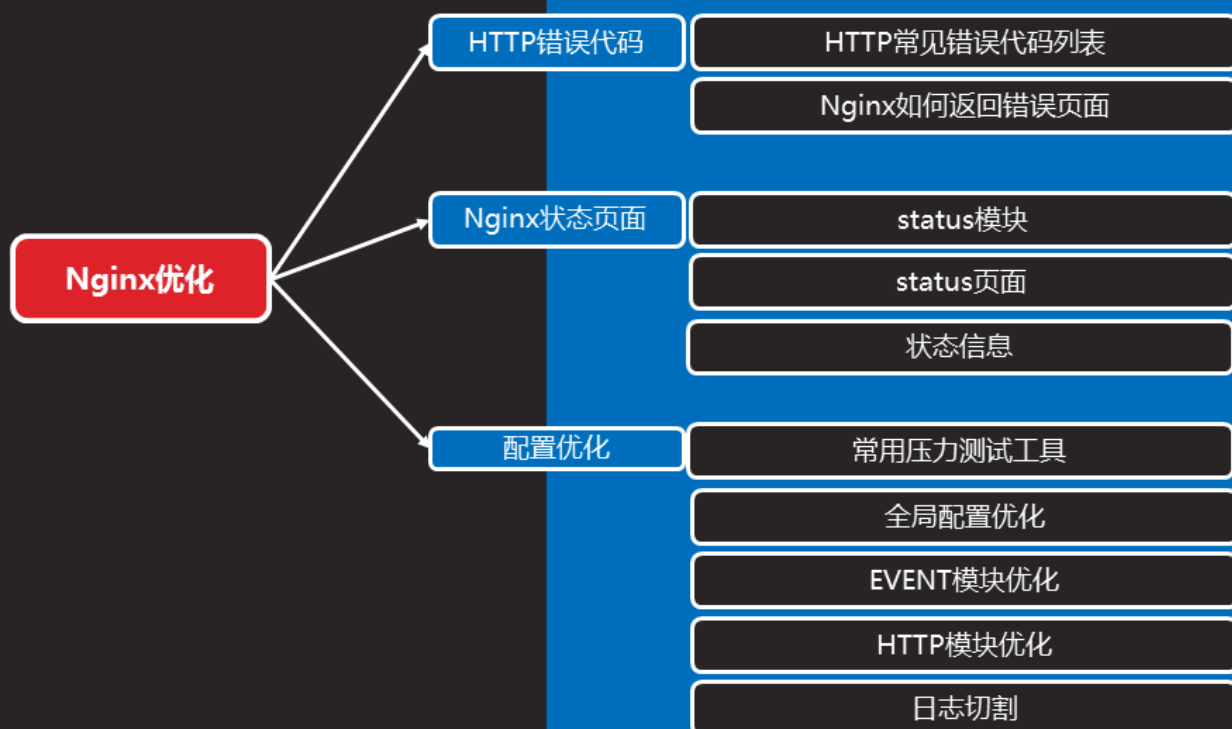 Nginx优化
HTTP错误代码
HTTP常见错误代码列表
Nginx如何返回错误页面
Nginx状态页面
status模块
status页面
状态信息
配置优化
常用压力测试工具
全局配置优化
EVENT模块优化
HTTP模块优化
日志切割